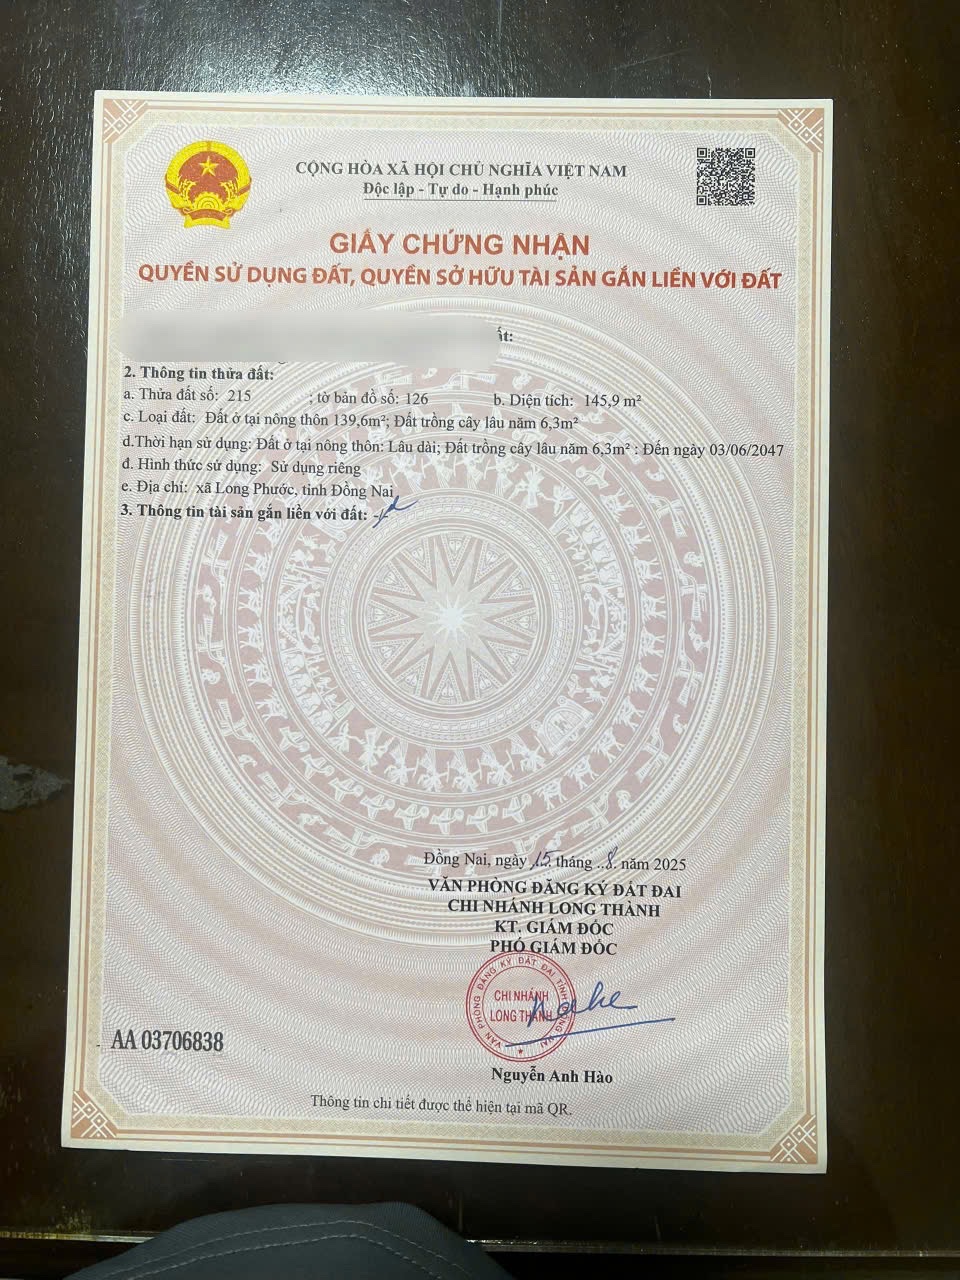 CỘNG HÒA XÃ HỘI CHỦ NGHĨA VIỆT NAM
Độc lập - Tự do - Hạnh phúc
GIẤY CHỨNG NHẬN
QUYỀN SỬ DỤNG ĐẤT, QUYỀN SỞ HỮU TÀI SẢN GẮN LIỀN VỚI ĐẤT
2. Thông tin thửa đất:
a. Thửa đất số: 215 ; tờ bản đồ số: 126 b. Diện tích: 145,9 m²
c. Loại đất: Đất ở tại nông thôn 139,6m²; Đất trồng cây lâu năm 6,3m²
d.Thời hạn sử dụng: Đất ở tại nông thôn: Lâu dài; Đất trồng cây lâu năm 6,3m² : Đến ngày 03/06/2047
đ. Hình thức sử dụng: Sử dụng riêng
e. Địa chỉ: xã Long Phước, tỉnh Đồng Nai
3. Thông tin tài sản gắn liền với đất: -/-
Đồng Nai, ngày 15 tháng 8 năm 2025
VĂN PHÒNG ĐĂNG KÝ ĐẤT ĐAI
CHI NHÁNH LONG THÀNH
KT. GIÁM ĐỐC
PHÓ GIÁM ĐỐC
VĂN PHÒNG ĐĂNG KÝ ĐẤT ĐAI TỈNH ĐỒNG NAI
CHI NHÁNH
LONG THÀNH
Nguyễn Anh Hào
AA 03706838
Thông tin chi tiết được thể hiện tại mã QR.